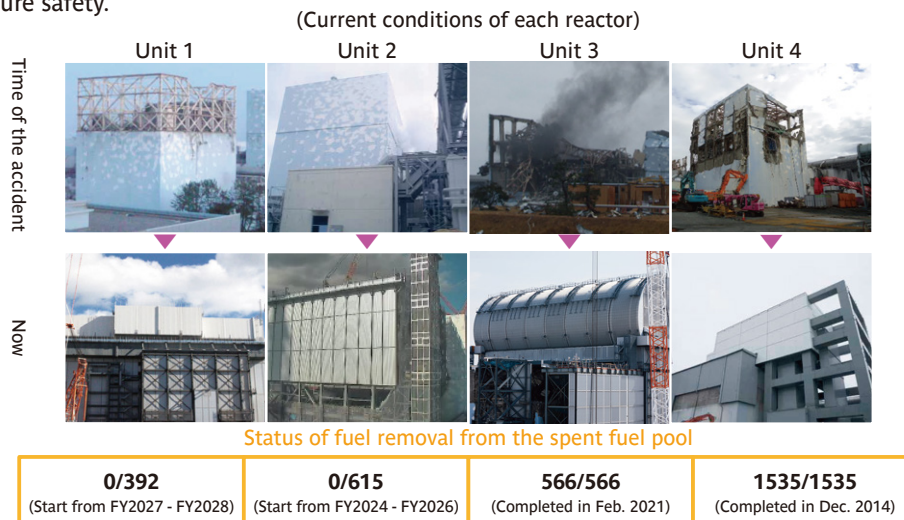 ure safety.
(Current conditions of each reactor)
Unit 1
Unit 2
Unit 3
Unit 4
Time of the accident
Now
Status of fuel removal from the spent fuel pool
0/392
(Start from FY2027 - FY2028)
0/615
(Start from FY2024 - FY2026)
566/566
(Completed in Feb. 2021)
1535/1535
(Completed in Dec. 2014)